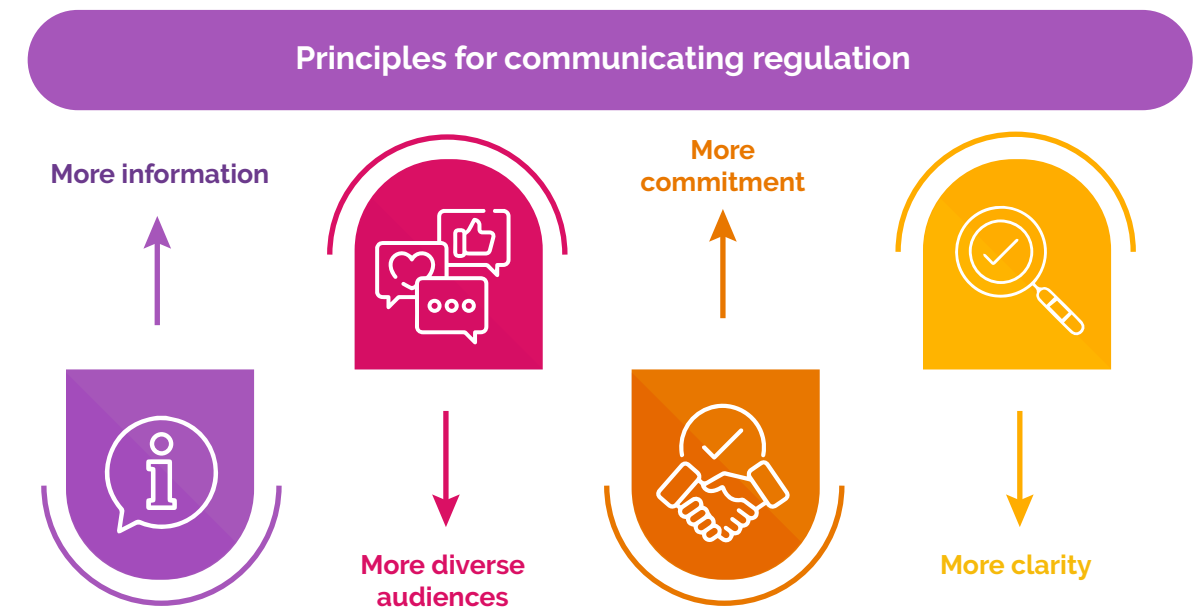 Principles for communicating regulation
More information
More diverse
audiences
More
commitment
More clarity